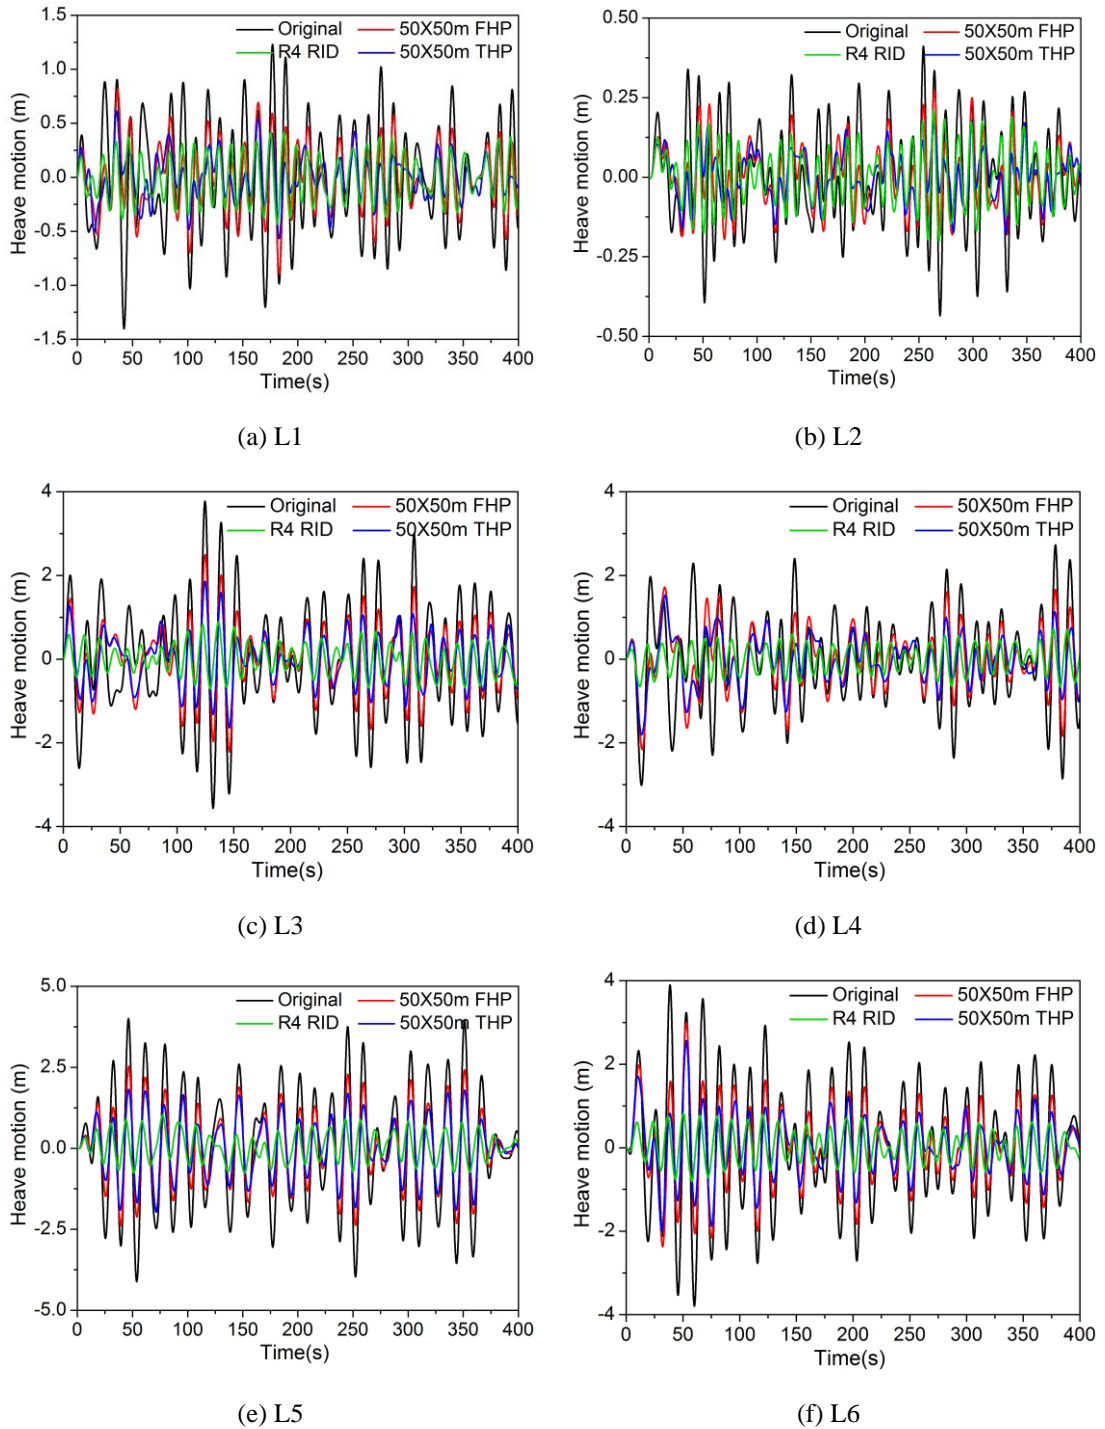 1.5
1.0
0.5
0.0
-0.5
-1.0
-1.5
Heave motion (m)
Original 50X50m FHP
R4 RID 50X50m THP
0 50 100 150 200 250 300 350 400
Time(s)
(a) L1
0.50
0.25
0.00
-0.25
-0.50
Heave motion (m)
Original 50X50m FHP
R4 RID 50X50m THP
0 50 100 150 200 250 300 350 400
Time(s)
(b) L2
4
2
0
-2
-4
Heave motion (m)
Original 50X50m FHP
R4 RID 50X50m THP
0 50 100 150 200 250 300 350 400
Time(s)
(c) L3
4
2
0
-2
-4
Heave motion (m)
Original 50X50m FHP
R4 RID 50X50m THP
0 50 100 150 200 250 300 350 400
Time(s)
(d) L4
5.0
2.5
0.0
-2.5
-5.0
Heave motion (m)
Original 50X50m FHP
R4 RID 50X50m THP
0 50 100 150 200 250 300 350 400
Time(s)
(e) L5
4
2
0
-2
-4
Heave motion (m)
Original 50X50m FHP
R4 RID 50X50m THP
0 50 100 150 200 250 300 350 400
Time(s)
(f) L6